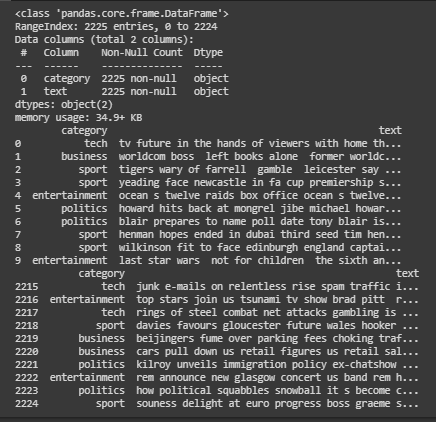 <class 'pandas.core.frame.DataFrame'>
RangeIndex: 2225 entries, 0 to 2224
Data columns (total 2 columns):
 #   Column    Non-Null Count  Dtype
---  ------    --------------  -----
 0   category  2225 non-null   object
 1   text      2225 non-null   object
dtypes: object(2)
memory usage: 34.9+ KB
        category                                               text
0           tech  tv future in the hands of viewers with home th...
1       business  worldcom boss  left books alone  former worldc...
2          sport  tigers wary of farrell  gamble  leicester say ...
3          sport  yeading face newcastle in fa cup premiership s...
4  entertainment  ocean s twelve raids box office ocean s twelve...
5       politics  howard hits back at mongrel jibe michael howar...
6       politics  blair prepares to name poll date tony blair is...
7          sport  henman hopes ended in dubai third seed tim hen...
8          sport  wilkinson fit to face edinburgh england captai...
9  entertainment  last star wars  not for children  the sixth an...
           category                                               text
2215           tech  junk e-mails on relentless rise spam traffic i...
2216  entertainment  top stars join us tsunami tv show brad pitt  r...
2217           tech  rings of steel combat net attacks gambling is ...
2218          sport  davies favours gloucester future wales hooker ...
2219       business  beijingers fume over parking fees choking traf...
2220       business  cars pull down us retail figures us retail sal...
2221       politics  kilroy unveils immigration policy ex-chatshow ...
2222  entertainment  rem announce new glasgow concert us band rem h...
2223       politics  how political squabbles snowball it s become c...
2224          sport  souness delight at euro progress boss graeme s...